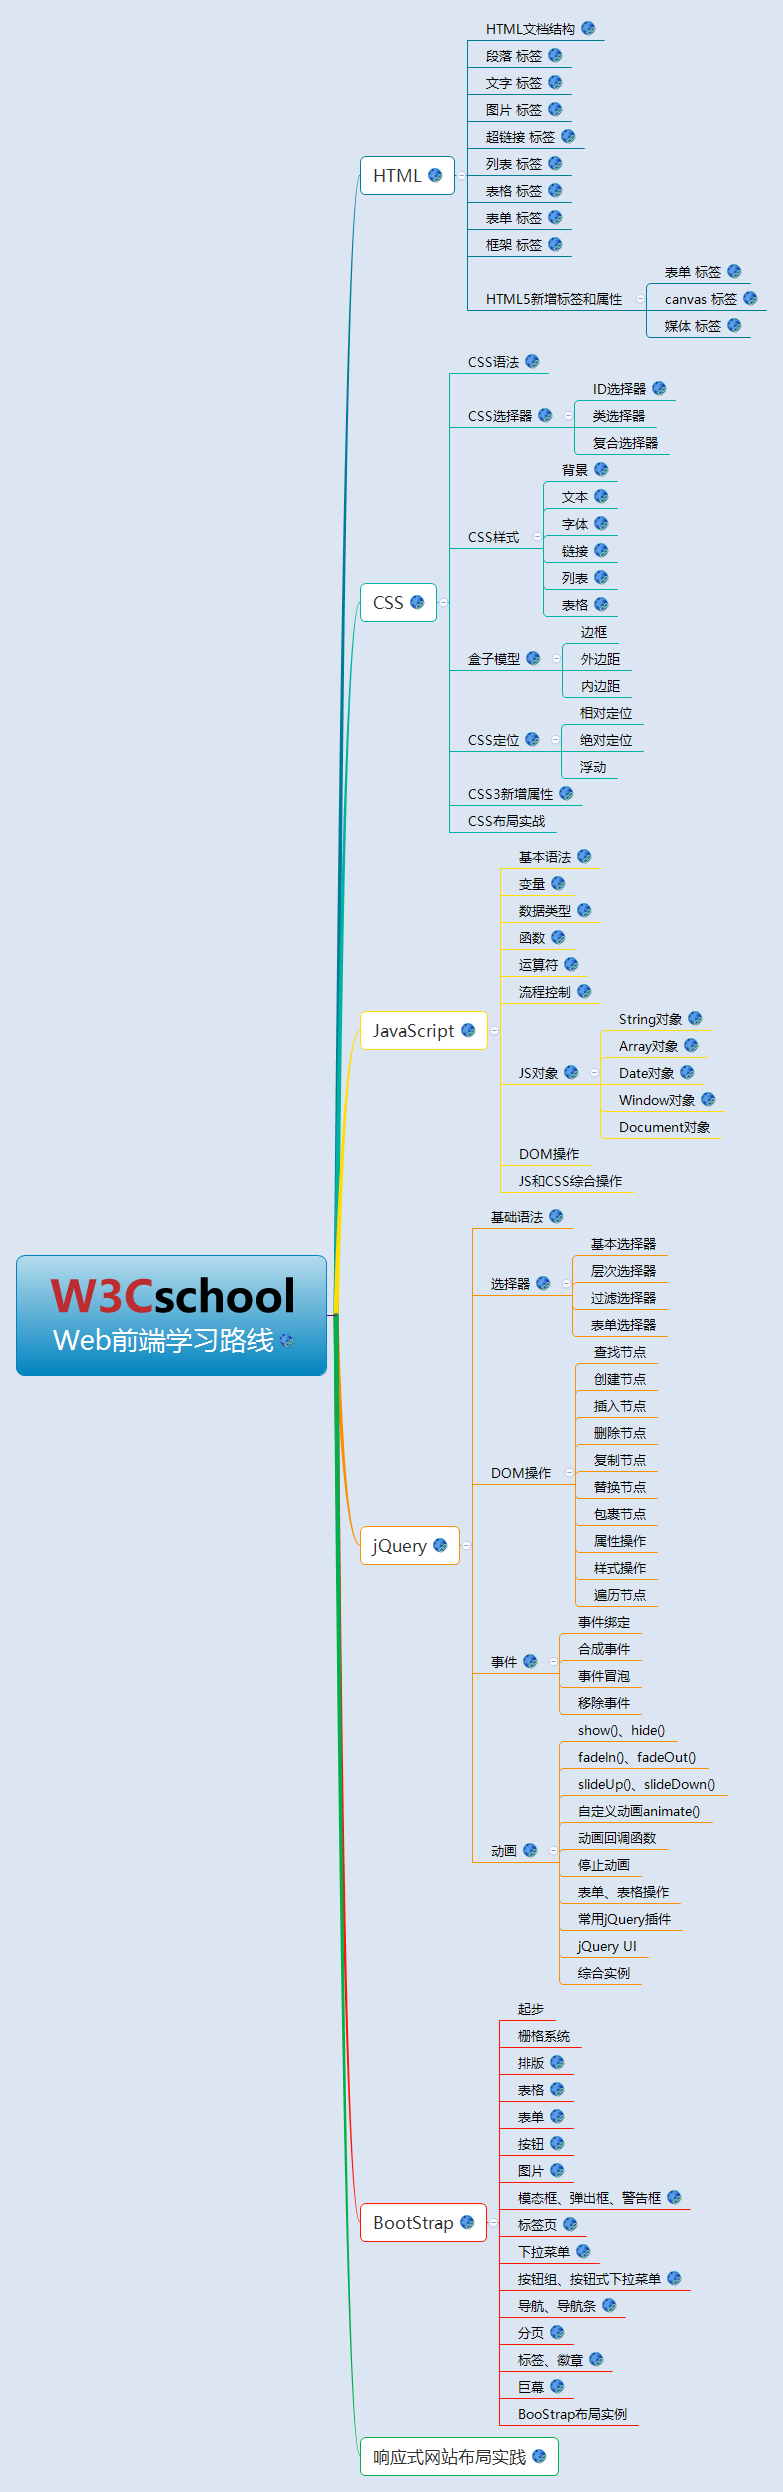 W3Cschool
Web前端学习路线
HTML
HTML文档结构
段落 标签
文字 标签
图片 标签
超链接 标签
列表 标签
表格 标签
表单 标签
框架 标签
HTML5新增标签和属性
表单 标签
canvas 标签
媒体 标签
CSS
CSS语法
CSS选择器
ID选择器
类选择器
复合选择器
CSS样式
背景
文本
字体
链接
列表
表格
盒子模型
边框
外边距
内边距
CSS定位
相对定位
绝对定位
浮动
CSS3新增属性
CSS布局实战
JavaScript
基本语法
变量
数据类型
函数
运算符
流程控制
JS对象
String对象
Array对象
Date对象
Window对象
Document对象
DOM操作
JS和CSS综合操作
jQuery
基础语法
选择器
基本选择器
层次选择器
过滤选择器
表单选择器
DOM操作
查找节点
创建节点
插入节点
删除节点
复制节点
替换节点
包裹节点
属性操作
样式操作
遍历节点
事件
事件绑定
合成事件
事件冒泡
移除事件
动画
show()、hide()
fadeIn()、fadeOut()
slideUp()、slideDown()
自定义动画animate()
动画回调函数
停止动画
表单、表格操作
常用jQuery插件
jQuery UI
综合实例
BootStrap
起步
栅格系统
排版
表格
表单
按钮
图片
模态框、弹出框、警告框
标签页
下拉菜单
按钮组、按钮式下拉菜单
导航、导航条
分页
标签、徽章
巨幕
BooStrap布局实例
响应式网站布局实践